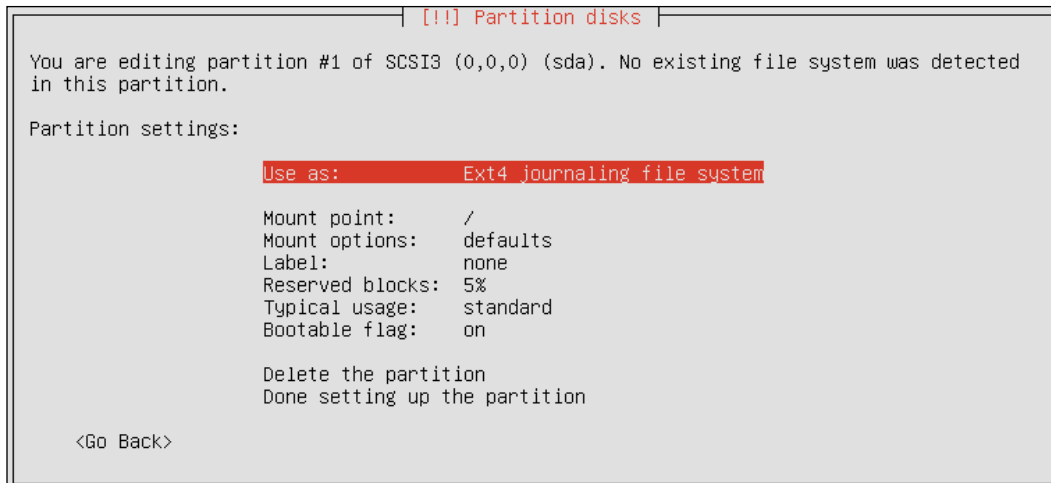 [!!] Partition disks
You are editing partition #1 of SCSI3 (0,0,0) (sda). No existing file system was detected
in this partition.
Partition settings:
Use as: Ext4 journaling file system
Mount point: /
Mount options: defaults
Label: none
Reserved blocks: 5%
Typical usage: standard
Bootable flag: on
Delete the partition
Done setting up the partition
<Go Back>